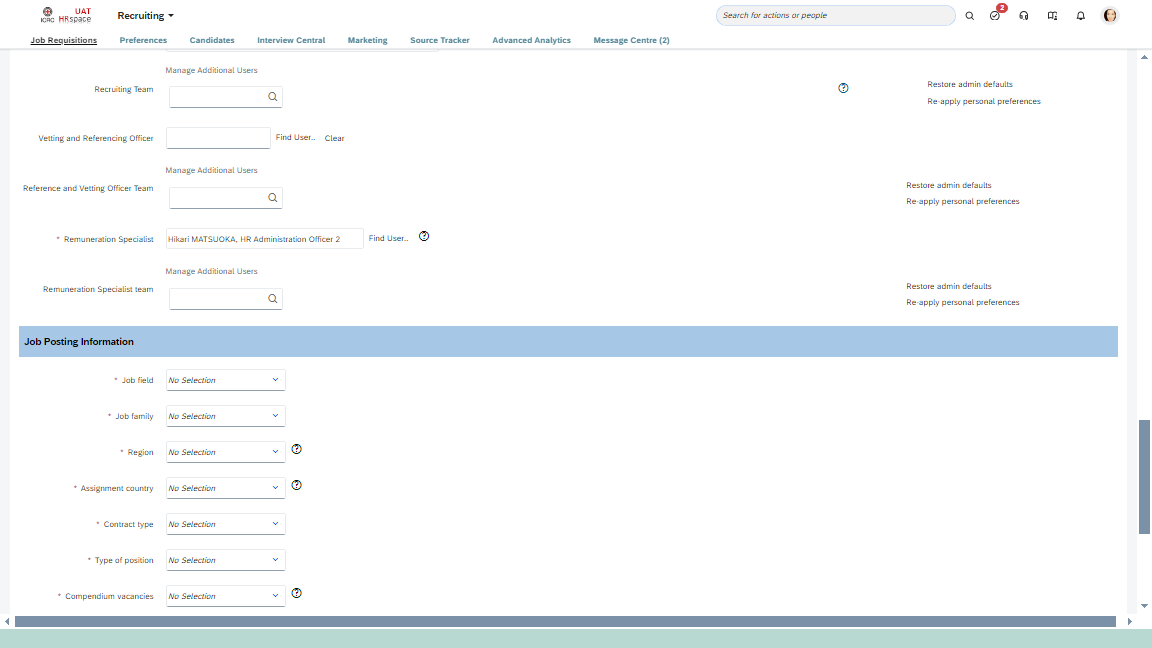 ICRC
UAT
HRspace
Recruiting
Search for actions or people
2
Job Requisitions
Preferences
Candidates
Interview Central
Marketing
Source Tracker
Advanced Analytics
Message Centre (2)
Manage Additional Users
Recruiting Team
Restore admin defaults
Re-apply personal preferences
Vetting and Referencing Officer
Find User..
Clear
Manage Additional Users
Reference and Vetting Officer Team
Restore admin defaults
Re-apply personal preferences
* Remuneration Specialist
Hikari MATSUOKA, HR Administration Officer 2
Find User..
Manage Additional Users
Remuneration Specialist team
Restore admin defaults
Re-apply personal preferences
Job Posting Information
* Job field
No Selection
* Job family
No Selection
* Region
No Selection
* Assignment country
No Selection
* Contract type
No Selection
* Type of position
No Selection
* Compendium vacancies
No Selection